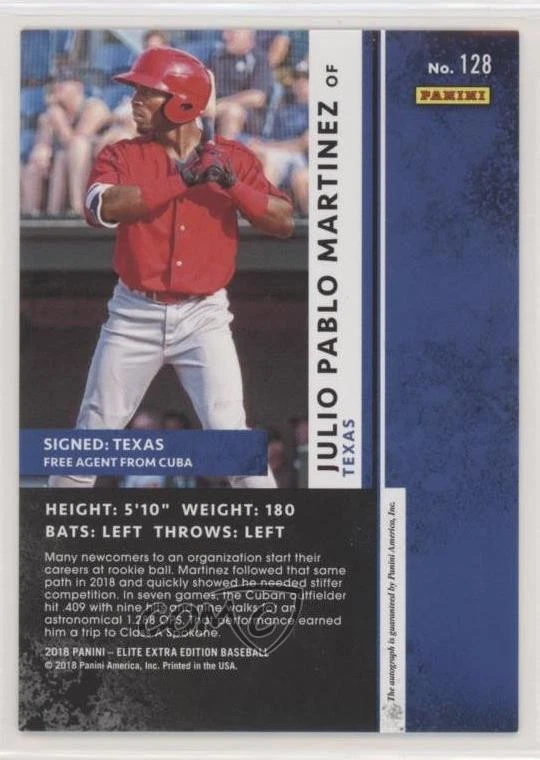 No. 128
PANINI
JULIO PABLO MARTINEZ OF
TEXAS
SIGNED: TEXAS
FREE AGENT FROM CUBA
HEIGHT: 5'10" WEIGHT: 180
BATS: LEFT THROWS: LEFT
Many newcomers to an organization start their
careers at rookie ball. Martinez followed that same
path in 2018 and quickly showed he needed stiffer
competition. In seven games, the Cuban outfielder
hit .409 with nine hits and nine walks for an
astronomical 1.268 OPS. That performance earned
him a trip to Class A Spokane.
2018 PANINI – ELITE EXTRA EDITION BASEBALL
© 2018 Panini America, Inc. Printed in the USA.
The autograph is guaranteed by Panini America, Inc.
COMC